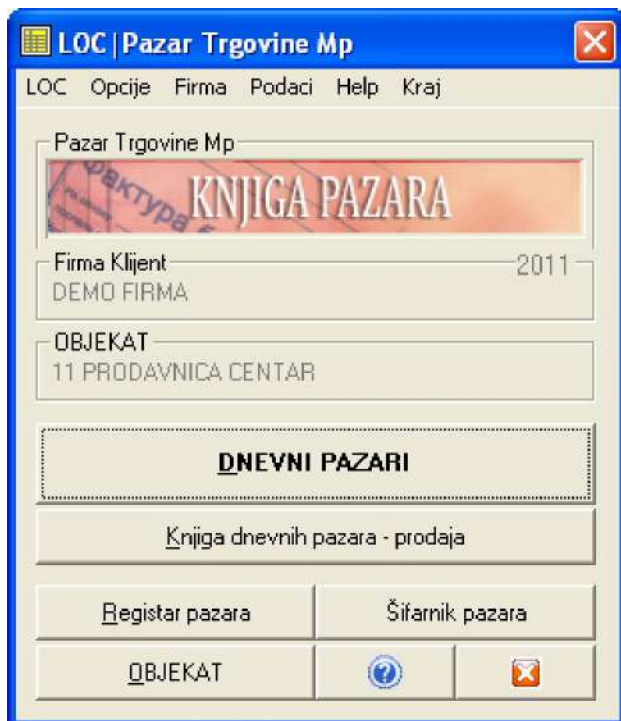 LOC | Pazar Trgovine Mp
LOC Opcije Firma Podaci Help Kraj
Pazar Trgovine Mp
Фактура
KNJIGA PAZARA
Firma Klijent 2011
DEMO FIRMA
OBJEKAT
11 PRODAVNICA CENTAR
DNEVNI PAZARI
Knjiga dnevnih pazara - prodaja
Registar pazara Šifarnik pazara
OBJEKAT